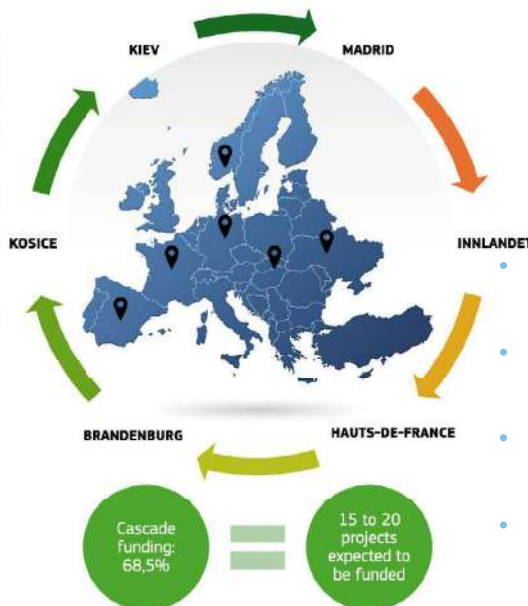 KIEV
MADRID
KOSICE
INNLANDET
BRANDENBURG
HAUTS-DE-FRANCE
Cascade
funding:
68,5%
15 to 20
projects
expected to
be funded